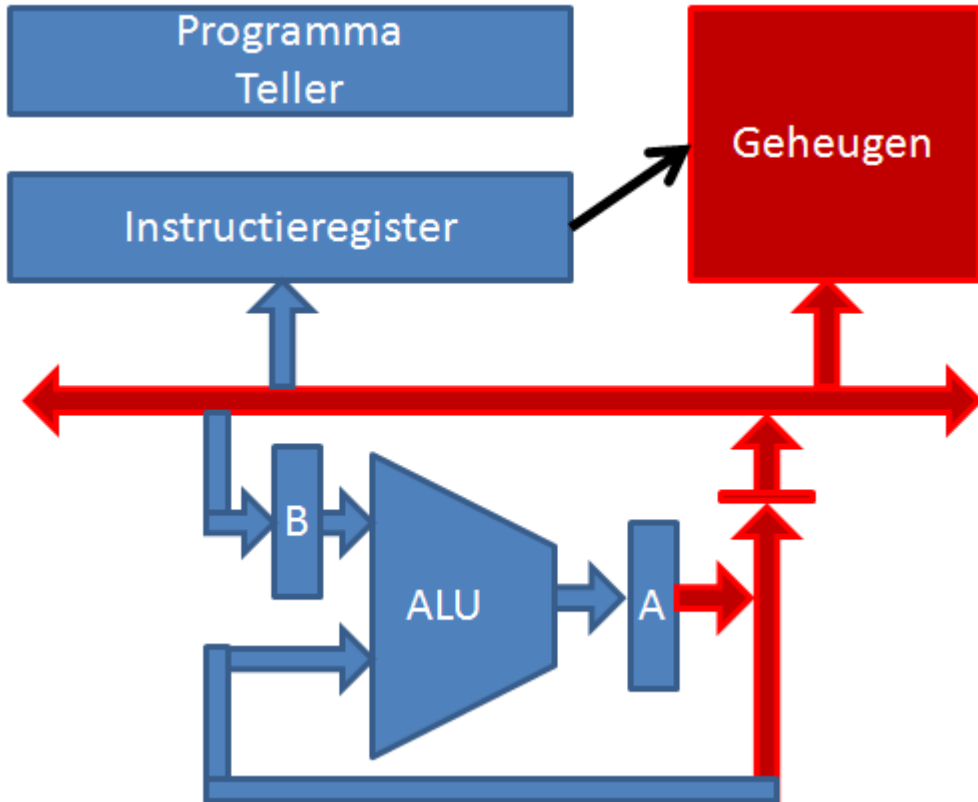 Programma
Teller
Geheugen
Instructieregister
B
ALU
A